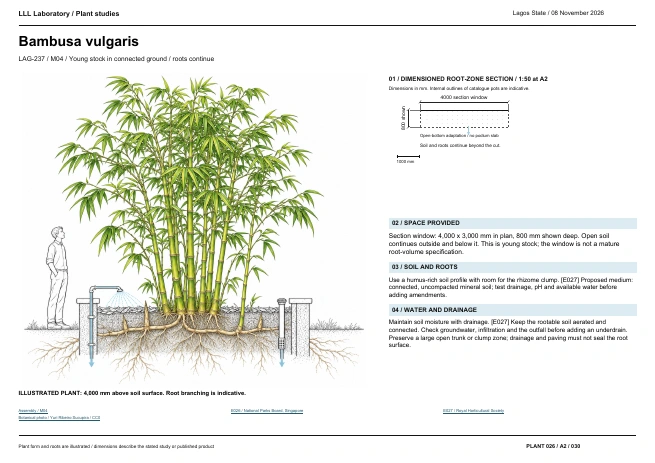 LLL Laboratory / Plant studies
Lagos State / 08 November 2026
Bambusa vulgaris
LAG-237 / M04 / Young stock in connected ground / roots continue
01 / DIMENSIONED ROOT-ZONE SECTION / 1:50 at A2
Dimensions in mm. Internal outlines of catalogue pots are indicative.
4000 section window
800 shown
Open-bottom adaptation / no podium slab
Soil and roots continue beyond the cut.
1000 mm
02 / SPACE PROVIDED
Section window: 4,000 x 3,000 mm in plan, 800 mm shown deep. Open soil
continues outside and below it. This is young stock; the window is not a mature
root-volume specification.
03 / SOIL AND ROOTS
Use a humus-rich soil profile with room for the rhizome clump. [E027] Proposed medium:
connected, uncompacted mineral soil; test drainage, pH and available water before
adding amendments.
04 / WATER AND DRAINAGE
Maintain soil moisture with drainage. [E027] Keep the rootable soil aerated and
connected. Check groundwater, infiltration and the outfall before adding an underdrain.
Preserve a large open trunk or clump zone; drainage and paving must not seal the root
surface.
ILLUSTRATED PLANT: 4,000 mm above soil surface. Root branching is indicative.
Assembly / M04
Botanical photo / Yuri Ribeiro Sucupira / CC0
E020 / National Parks Board, Singapore
E027 / Royal Horticultural Society
Plant form and roots are illustrated / dimensions describe the stated study or published product
PLANT 026 / A2 / 030